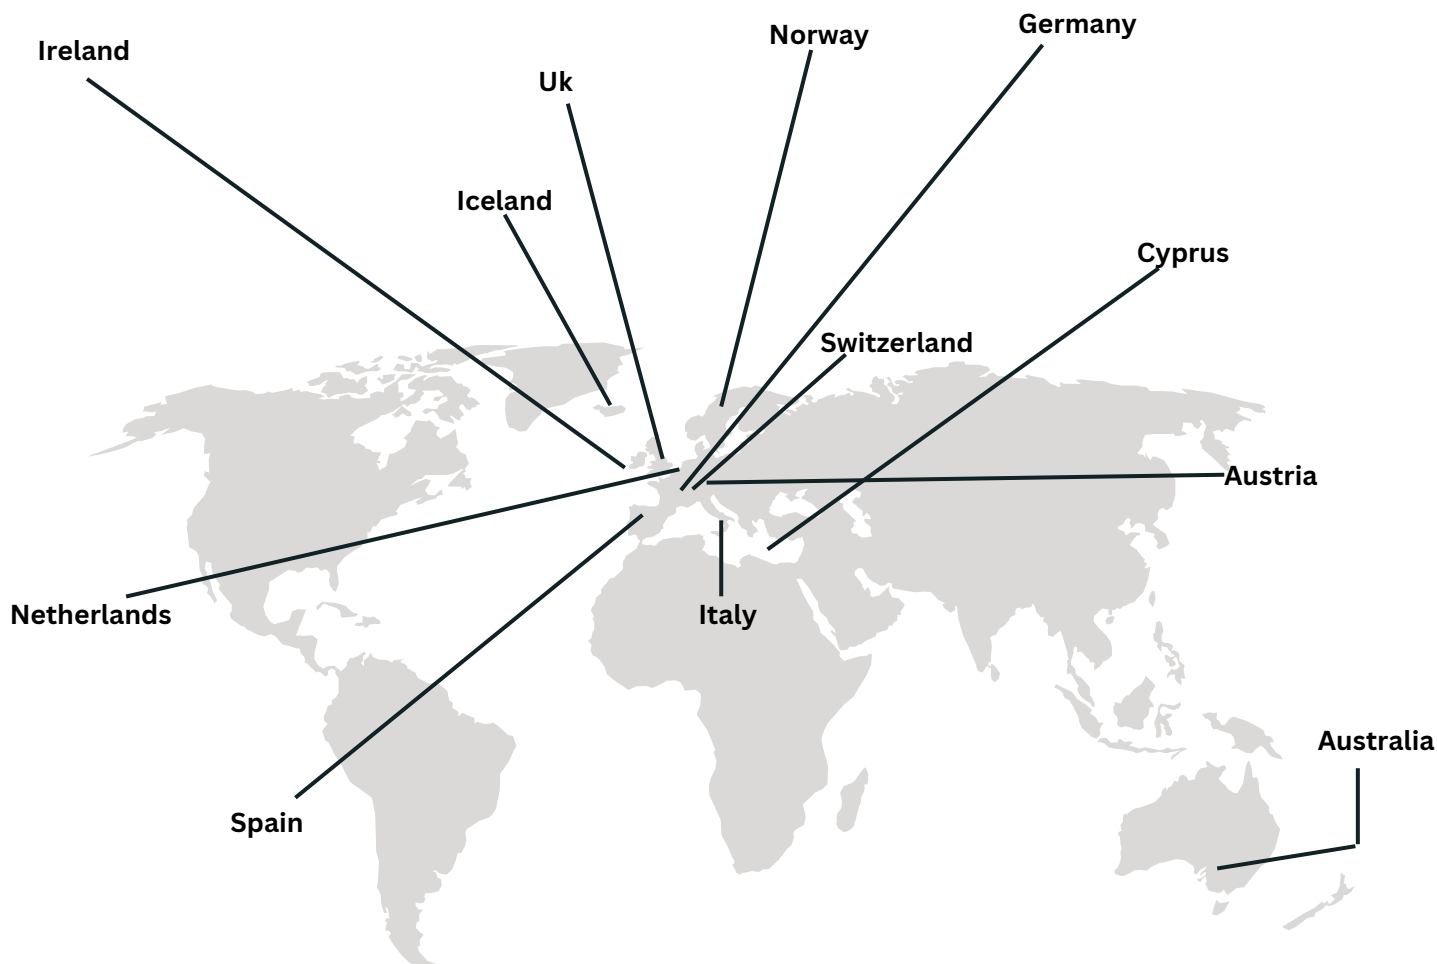 Germany
Norway
Ireland
Uk
Iceland
Cyprus
Switzerland
Austria
Netherlands
Italy
Australia
Spain